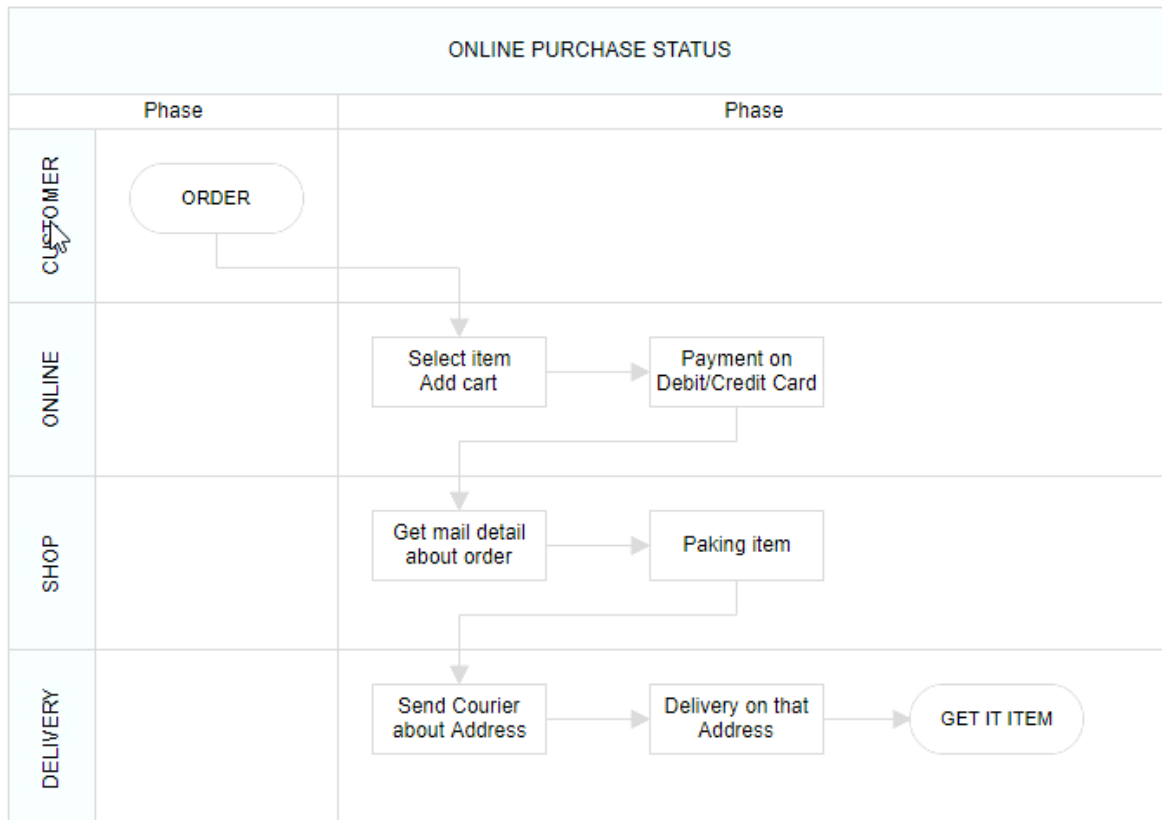 ONLINE PURCHASE STATUS
Phase
Phase
CUSTOMER
ORDER
ONLINE
Select item
Add cart
Payment on
Debit/Credit Card
SHOP
Get mail detail
about order
Paking item
DELIVERY
Send Courier
about Address
Delivery on that
Address
GET IT ITEM